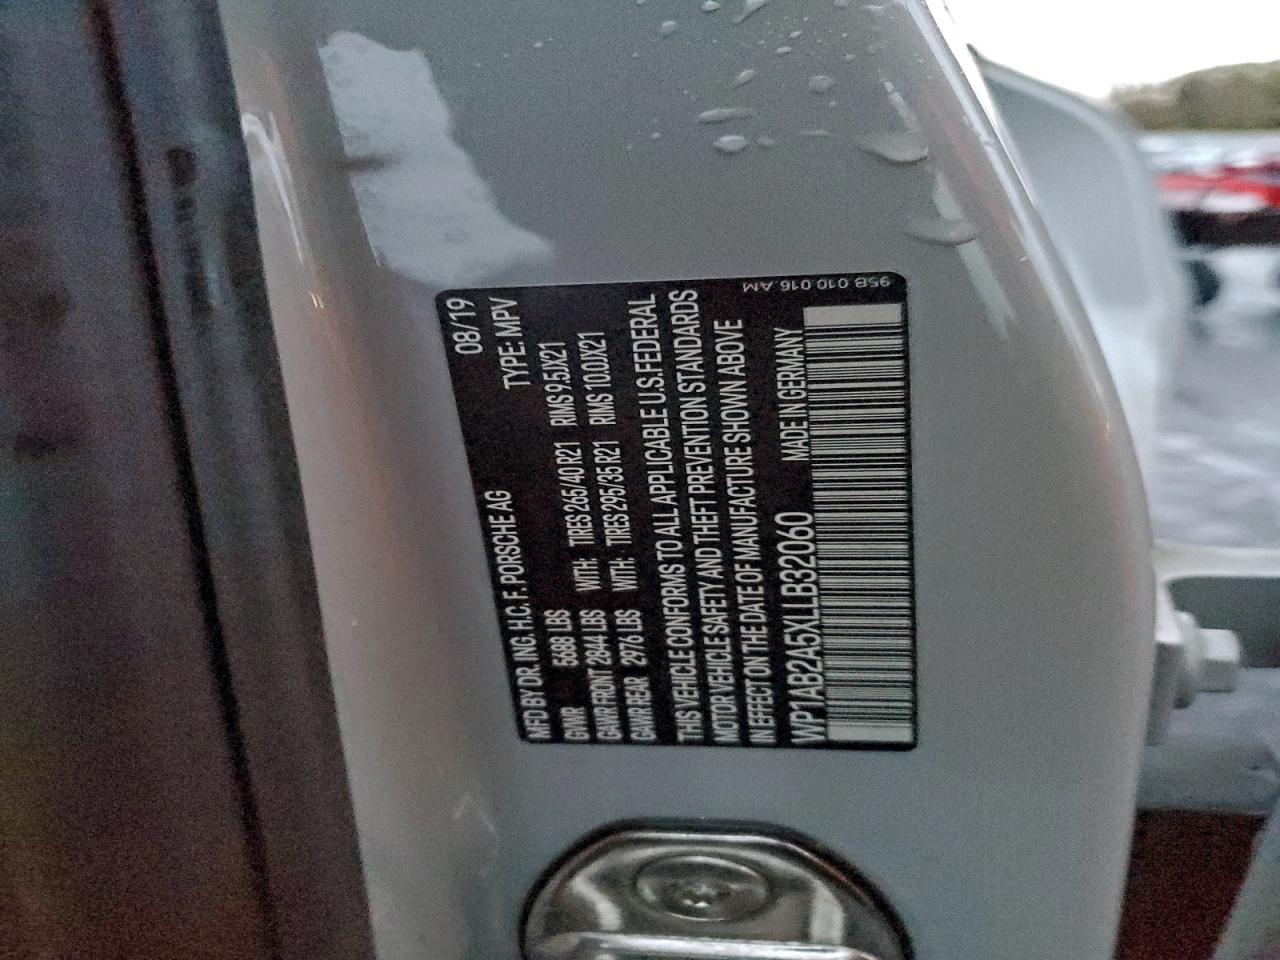 MFD BY DR. ING. H.C. F. PORSCHE AG 08/19
TYPE: MPV
GVWR 5688 LBS
GAWR FRONT 2844 LBS WITH: TIRES 265/40 R21 RIMS 9.5JX21
GAWR REAR 2976 LBS WITH: TIRES 295/35 R21 RIMS 10.0JX21
THIS VEHICLE CONFORMS TO ALL APPLICABLE U.S. FEDERAL
MOTOR VEHICLE SAFETY AND THEFT PREVENTION STANDARDS
IN EFFECT ON THE DATE OF MANUFACTURE SHOWN ABOVE
WP1AB2A5XLLB32060 MADE IN GERMANY
95B 010 016 AM